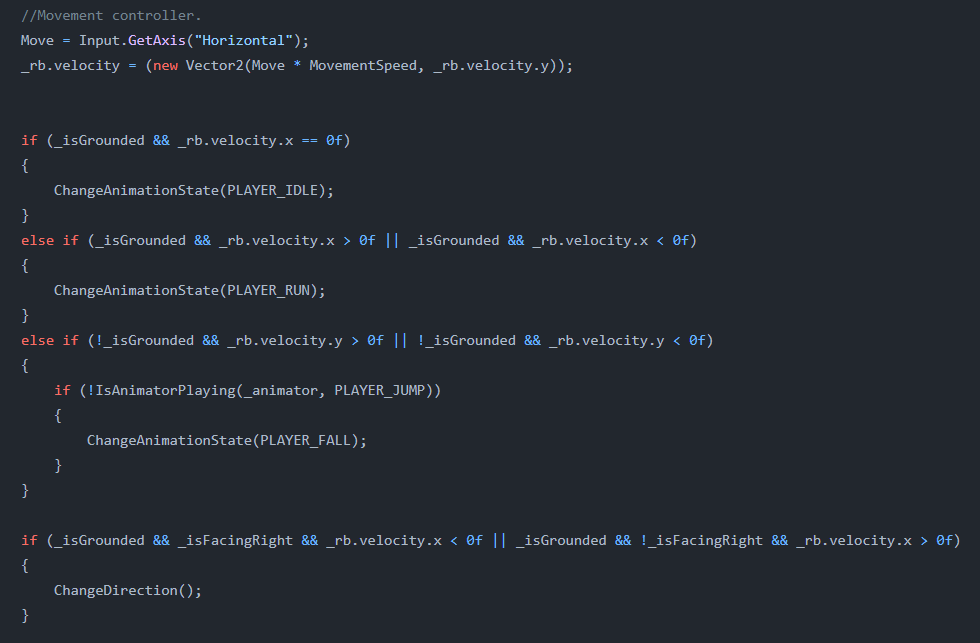 //Movement controller.
Move = Input.GetAxis("Horizontal");
_rb.velocity = (new Vector2(Move * MovementSpeed, _rb.velocity.y));
if (_isGrounded && _rb.velocity.x == 0f)
{
    ChangeAnimationState(PLAYER_IDLE);
}
else if (_isGrounded && _rb.velocity.x > 0f || _isGrounded && _rb.velocity.x < 0f)
{
    ChangeAnimationState(PLAYER_RUN);
}
else if (!_isGrounded && _rb.velocity.y > 0f || !_isGrounded && _rb.velocity.y < 0f)
{
    if (!IsAnimatorPlaying(_animator, PLAYER_JUMP))
    {
        ChangeAnimationState(PLAYER_FALL);
    }
}
if (_isGrounded && _isFacingRight && _rb.velocity.x < 0f || _isGrounded && !_isFacingRight && _rb.velocity.x > 0f)
{
    ChangeDirection();
}